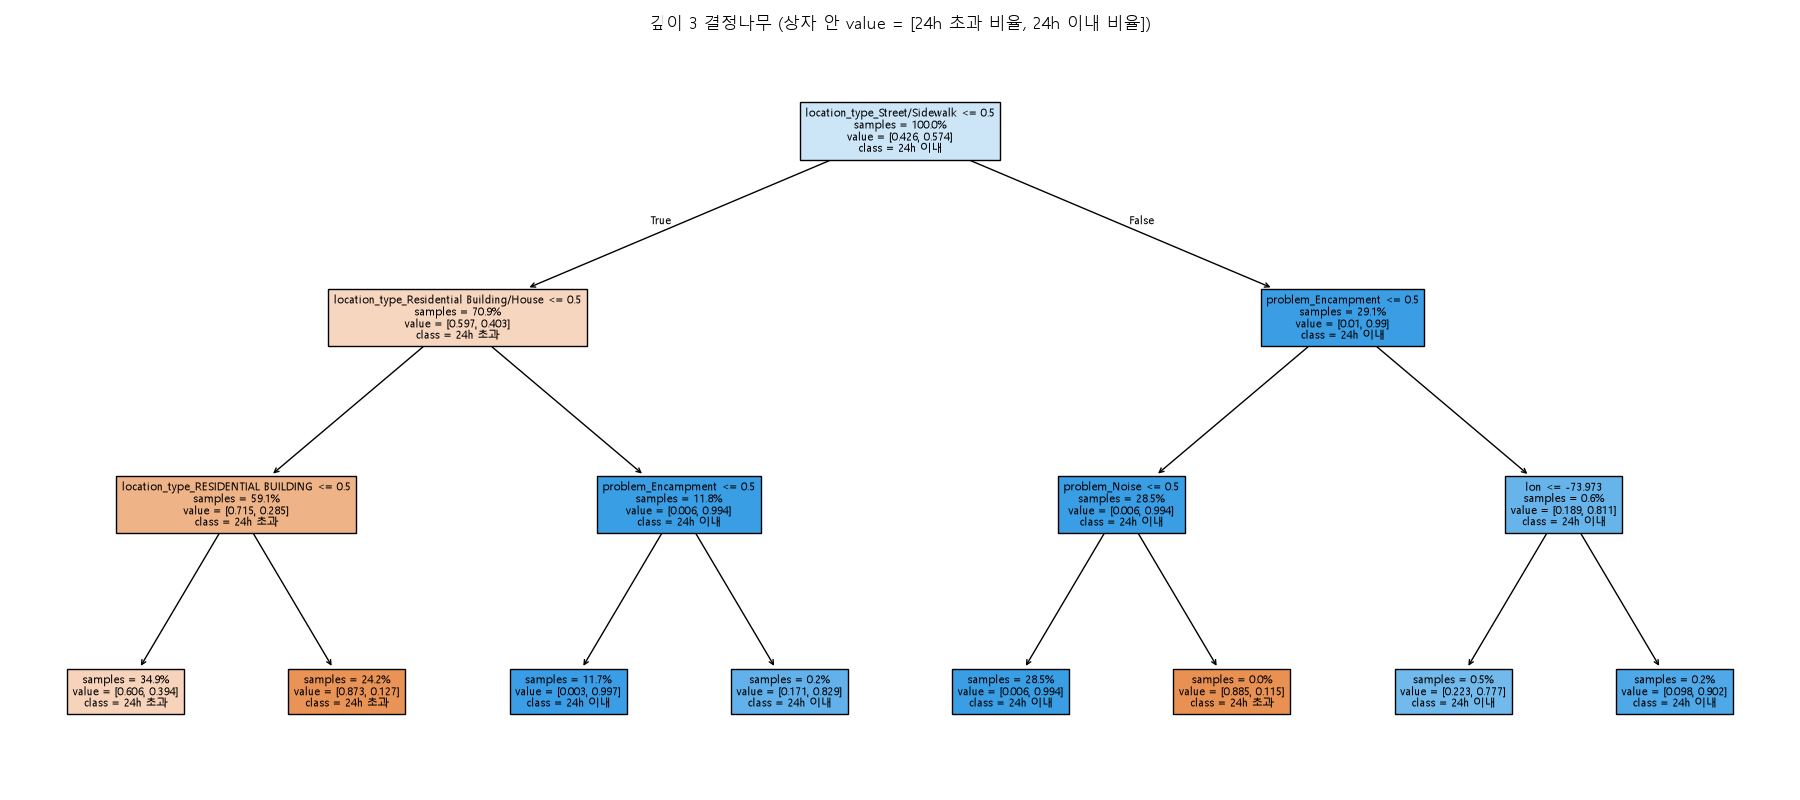 깊이 3 결정나무 (상자 안 value = [24h 초과 비율, 24h 이내 비율])
location_type_Street/Sidewalk <= 0.5
samples = 100.0%
value = [0.426, 0.574]
class = 24h 이내
True
False
location_type_Residential Building/House <= 0.5
samples = 70.9%
value = [0.597, 0.403]
class = 24h 초과
problem_Encampment <= 0.5
samples = 29.1%
value = [0.01, 0.99]
class = 24h 이내
location_type_RESIDENTIAL BUILDING <= 0.5
samples = 59.1%
value = [0.715, 0.285]
class = 24h 초과
problem_Encampment <= 0.5
samples = 11.8%
value = [0.006, 0.994]
class = 24h 이내
problem_Noise <= 0.5
samples = 28.5%
value = [0.006, 0.994]
class = 24h 이내
lon <= -73.973
samples = 0.6%
value = [0.189, 0.811]
class = 24h 이내
samples = 34.9%
value = [0.606, 0.394]
class = 24h 초과
samples = 24.2%
value = [0.873, 0.127]
class = 24h 초과
samples = 11.7%
value = [0.003, 0.997]
class = 24h 이내
samples = 0.2%
value = [0.171, 0.829]
class = 24h 이내
samples = 28.5%
value = [0.006, 0.994]
class = 24h 이내
samples = 0.0%
value = [0.885, 0.115]
class = 24h 초과
samples = 0.5%
value = [0.223, 0.777]
class = 24h 이내
samples = 0.2%
value = [0.098, 0.902]
class = 24h 이내